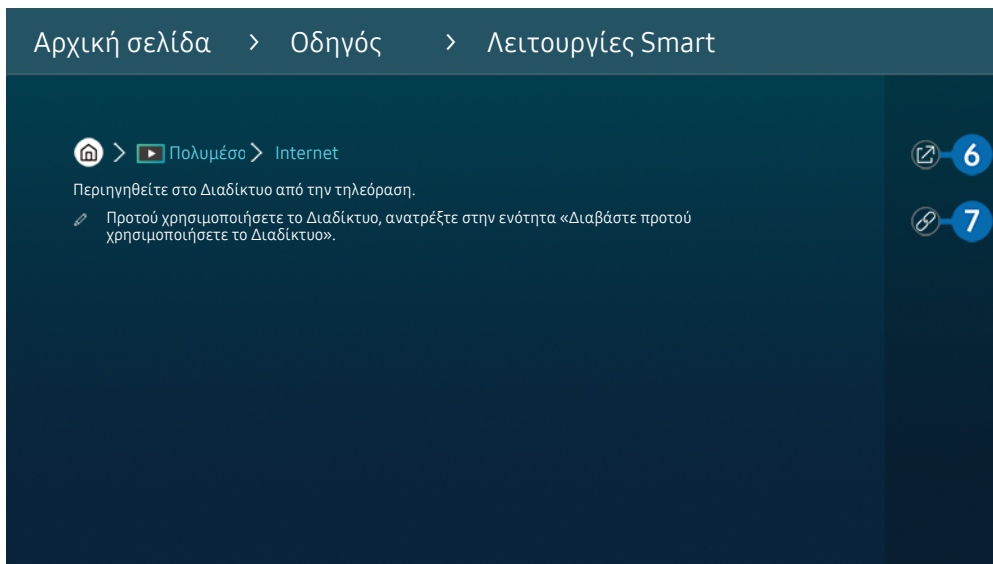 Αρχική σελίδα > Οδηγός > Λειτουργίες Smart
> Πολυμέσα > Internet
6
Περιηγηθείτε στο Διαδίκτυο από την τηλεόραση.
Προτού χρησιμοποιήσετε το Διαδίκτυο, ανατρέξτε στην ενότητα «Διαβάστε προτού
χρησιμοποιήσετε το Διαδίκτυο».
7